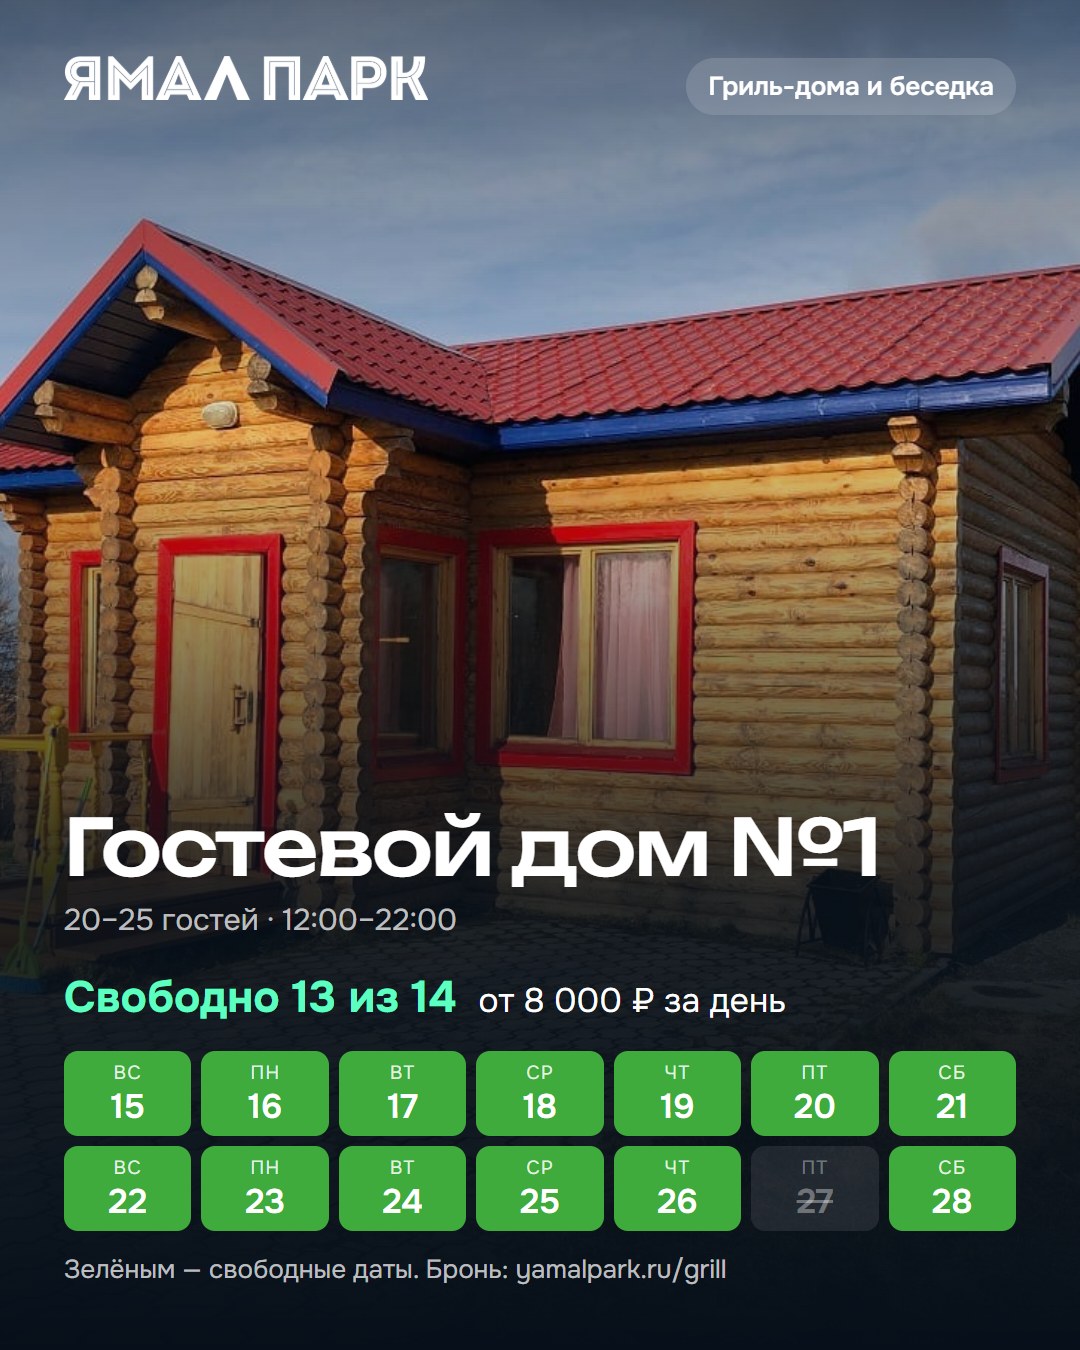 ЯМАЛ ПАРК
Гриль-дома и беседка
Гостевой дом №1
20–25 гостей · 12:00–22:00
Свободно 13 из 14 от 8 000 ₽ за день
ВС ПН ВТ СР ЧТ ПТ СБ
15 16 17 18 19 20 21
ВС ПН ВТ СР ЧТ ПТ СБ
22 23 24 25 26 27 28
Зелёным — свободные даты. Бронь: yamalpark.ru/grill